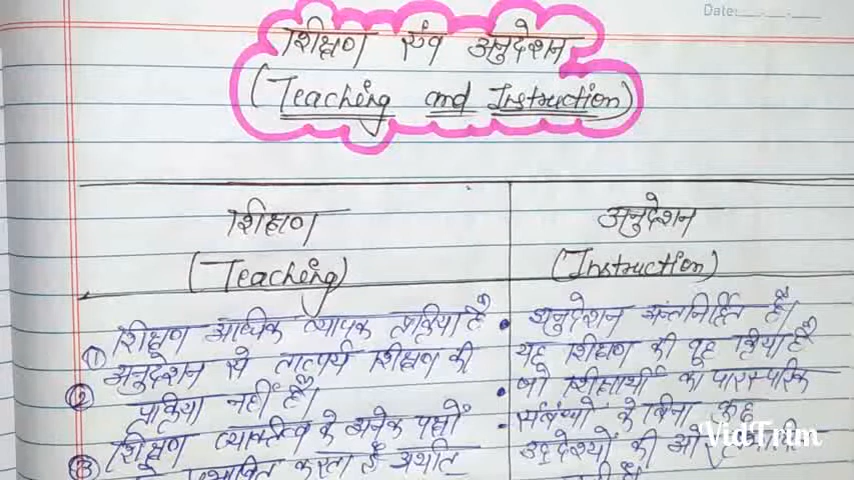 Date:
शिक्षण एंव अनुदेशन
(Teaching and Instruction)
शिक्षण
(Teaching)
① शिक्षण अधिक व्यापक प्रक्रिया है
② अनुदेशन से तात्पर्य शिक्षण की
प्रक्रिया नहीं है।
③ शिक्षण व्यक्तित्व के अनेक पक्षों
प्रभावित करता है अर्थात
अनुदेशन
(Instruction)
• अनुदेशन अन्तनिर्हित है।
यह शिक्षण की वह क्रिया है
• जो शिक्षार्थी को पारस्परिक
• संबंधो के बिना कुछ
उद्देश्यों की ओर
VidTrim